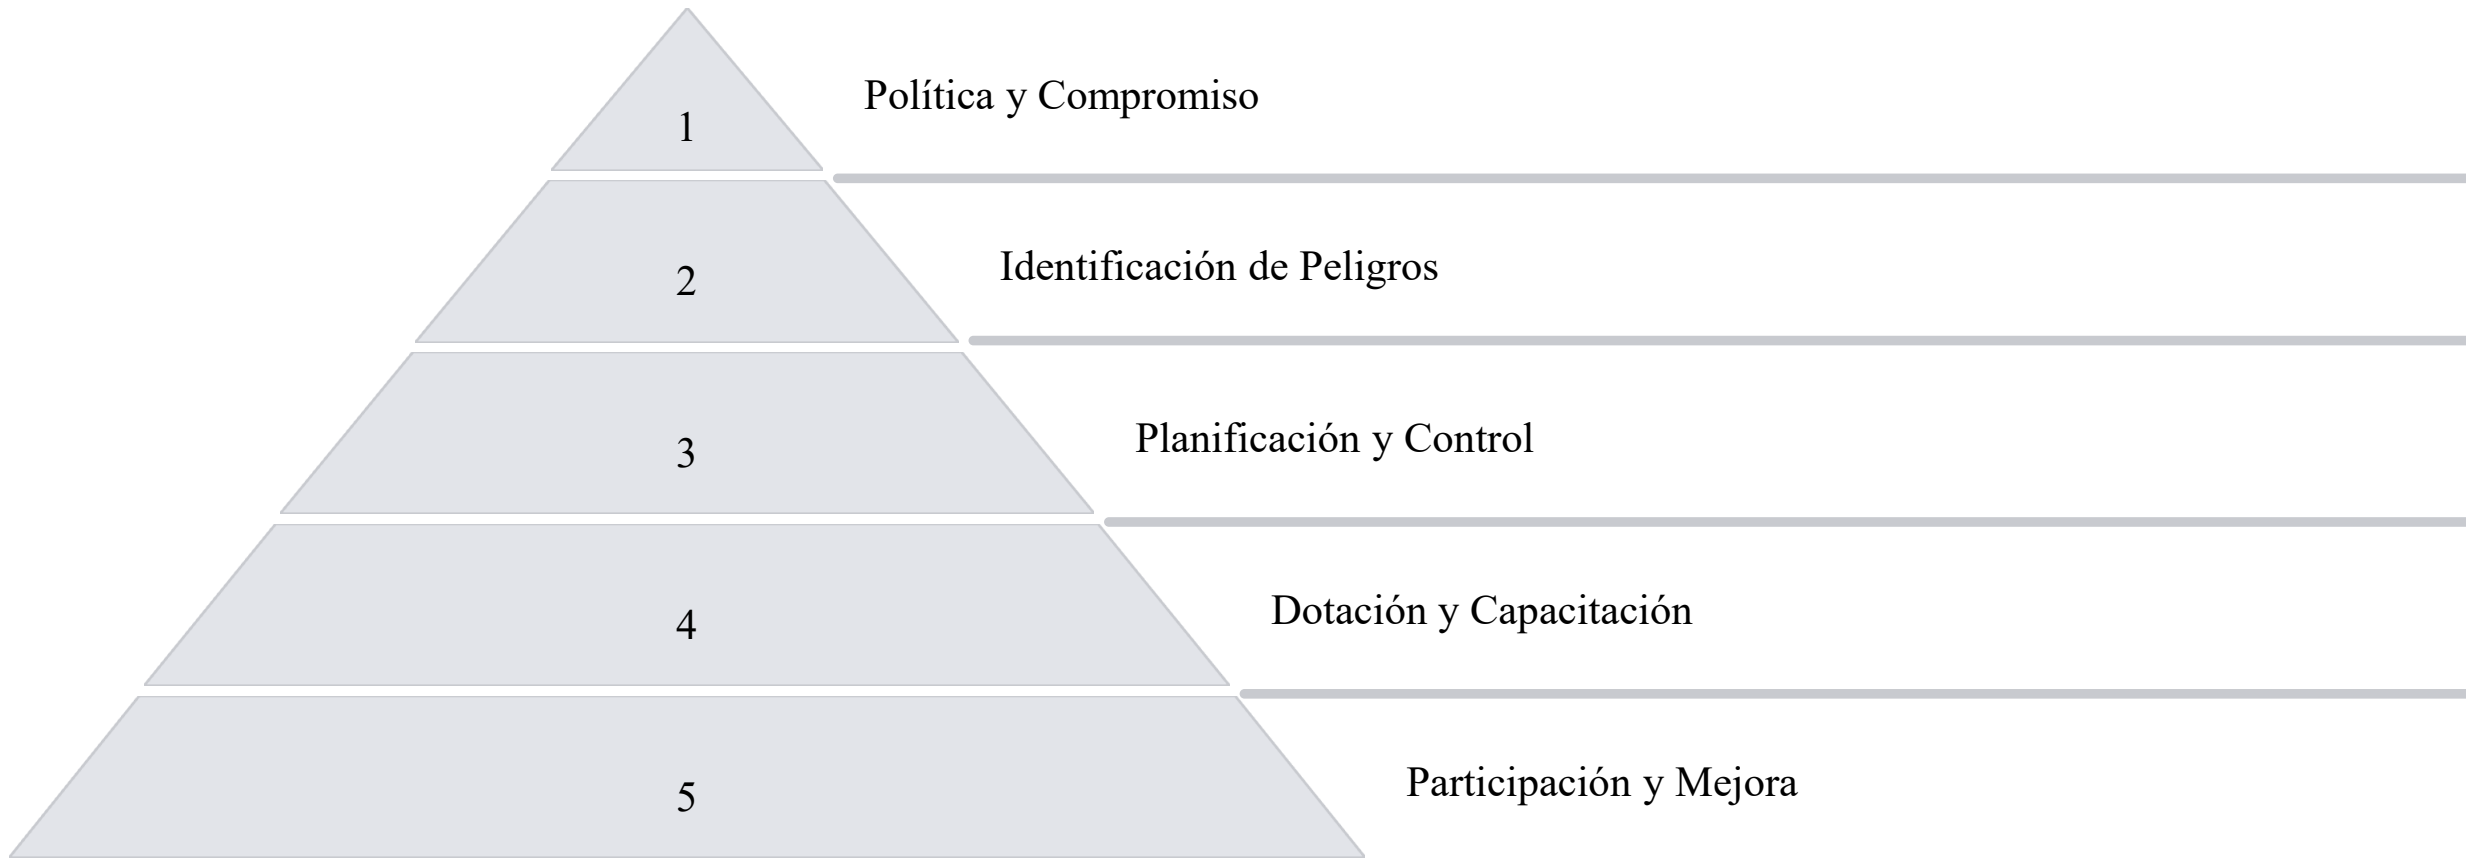 1
Política y Compromiso
2
Identificación de Peligros
3
Planificación y Control
4
Dotación y Capacitación
5
Participación y Mejora